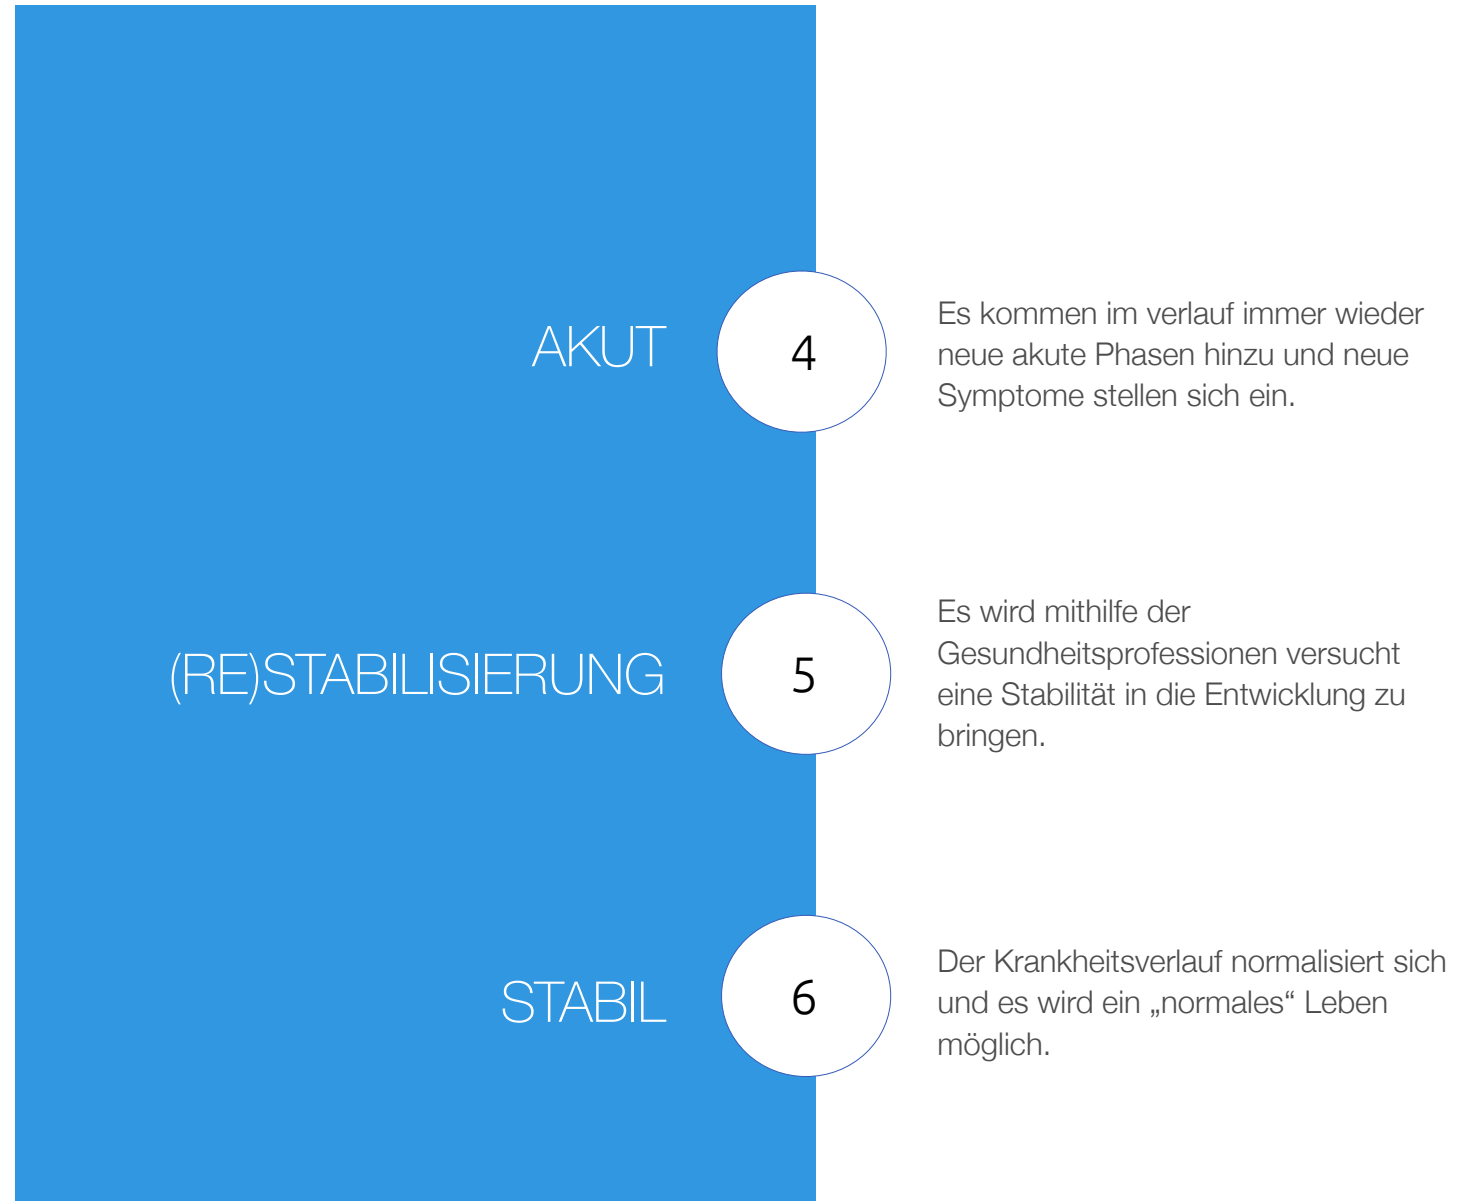 AKUT
4
Es kommen im verlauf immer wieder
neue akute Phasen hinzu und neue
Symptome stellen sich ein.
(RE)STABILISIERUNG
5
Es wird mithilfe der
Gesundheitsprofessionen versucht
eine Stabilität in die Entwicklung zu
bringen.
STABIL
6
Der Krankheitsverlauf normalisiert sich
und es wird ein „normales“ Leben
möglich.